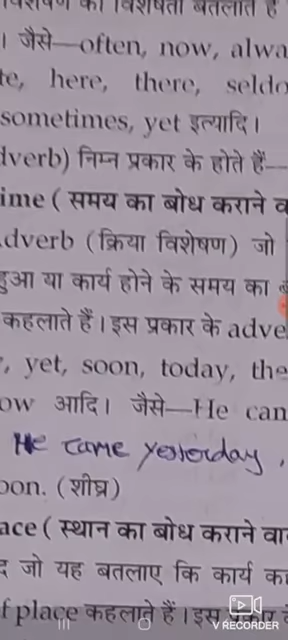 की विशेषता बतलाते हैं
। जैसे—often, now, alwa
te, here, there, seldo
sometimes, yet इत्यादि।
dverb) निम्न प्रकार के होते हैं—
ime ( समय का बोध कराने व
dverb (क्रिया विशेषण) जो
हुआ या कार्य होने के समय का
कहलाते हैं। इस प्रकार के adve
, yet, soon, today, the
ow आदि। जैसे—He can
He came yesterday,
oon. (शीघ्र)
ace ( स्थान का बोध कराने वा
द जो यह बतलाए कि कार्य क
f place कहलाते हैं। इस प्रकार
V RECORDER